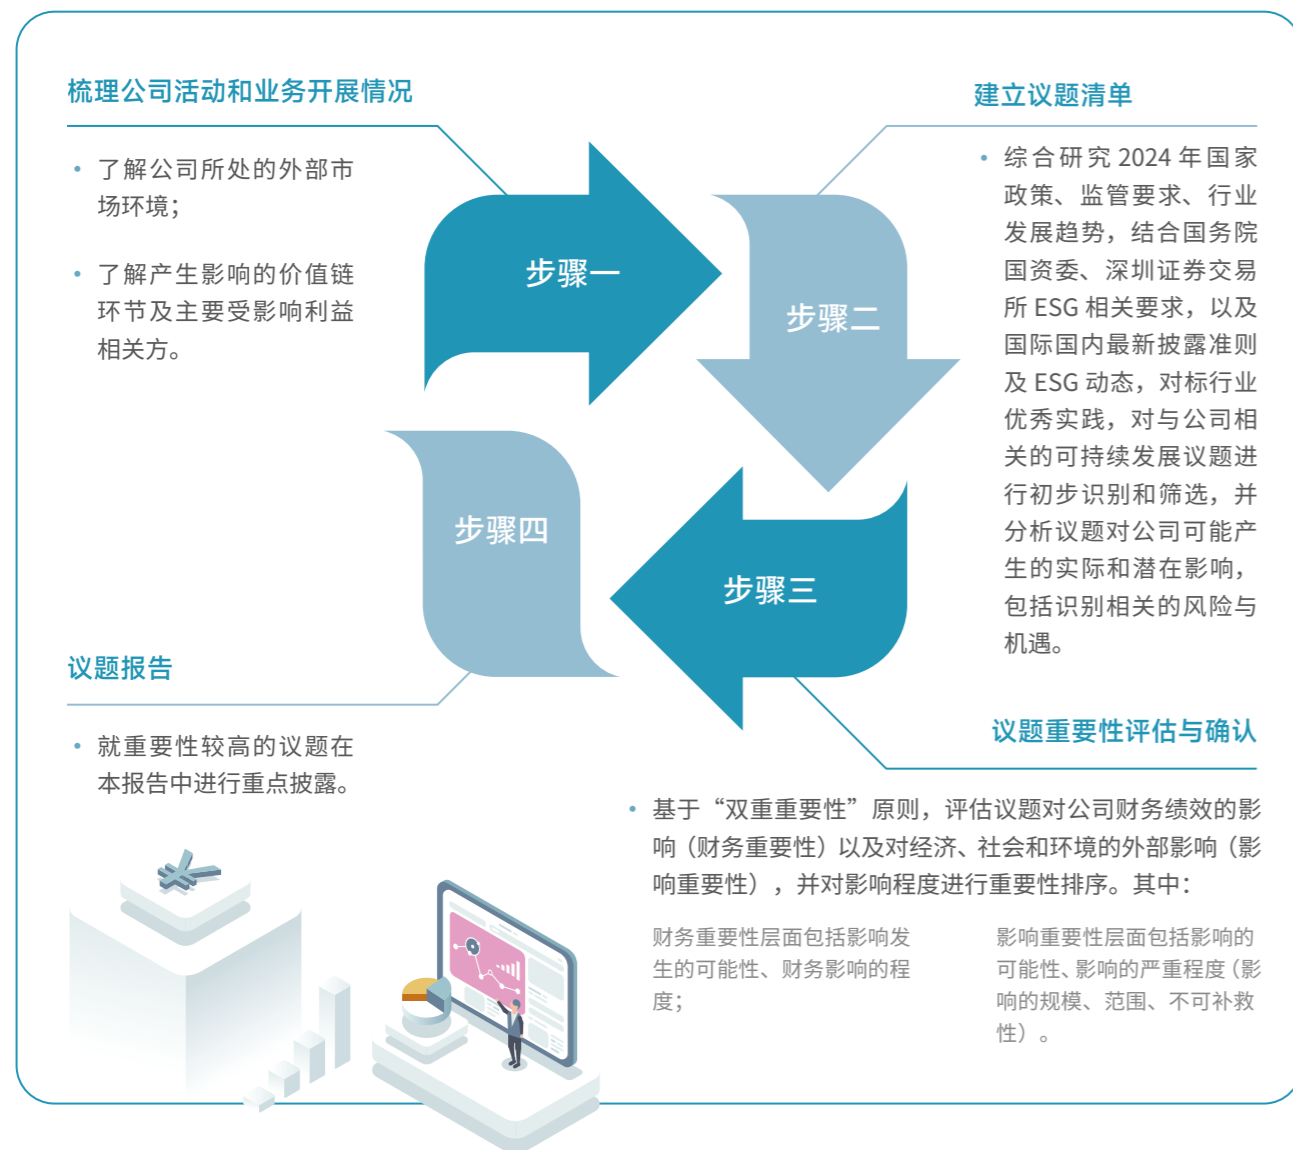 梳理公司活动和业务开展情况
• 了解公司所处的外部市
场环境；
• 了解产生影响的价值链
环节及主要受影响利益
相关方。
步骤一
建立议题清单
• 综合研究 2024 年国家
政策、监管要求、行业
发展趋势，结合国务院
国资委、深圳证券交易
所 ESG 相关要求，以及
国际国内最新披露准则
及 ESG 动态，对标行业
优秀实践，对与公司相
关的可持续发展议题进
行初步识别和筛选，并
分析议题对公司可能产
生的实际和潜在影响，
包括识别相关的风险与
机遇。
步骤二
步骤三
议题重要性评估与确认
• 基于“双重重要性”原则，评估议题对公司财务绩效的影
响（财务重要性）以及对经济、社会和环境的外部影响（影
响重要性），并对影响程度进行重要性排序。其中：
财务重要性层面包括影响发
生的可能性、财务影响的程
度；
影响重要性层面包括影响的
可能性、影响的严重程度（影
响的规模、范围、不可补救
性）。
步骤四
议题报告
• 就重要性较高的议题在
本报告中进行重点披露。
¥